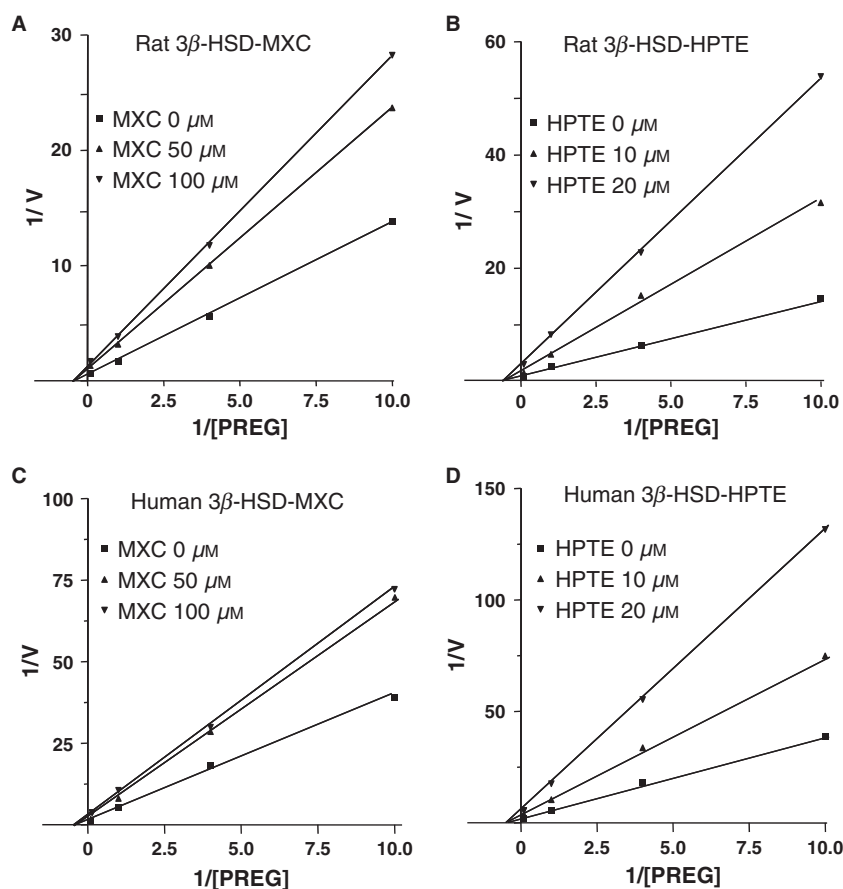 A
Rat 3β-HSD-MXC
MXC 0 μM
MXC 50 μM
MXC 100 μM
30
20
10
1/ V
0
2.5
5.0
7.5
10.0
1/[PREG]
B
Rat 3β-HSD-HPTE
HPTE 0 μM
HPTE 10 μM
HPTE 20 μM
60
40
20
1/ V
0
2.5
5.0
7.5
10.0
1/[PREG]
C
Human 3β-HSD-MXC
MXC 0 μM
MXC 50 μM
MXC 100 μM
100
75
50
25
1/V
0
2.5
5.0
7.5
10.0
1/[PREG]
D
Human 3β-HSD-HPTE
HPTE 0 μM
HPTE 10 μM
HPTE 20 μM
150
100
50
1/V
0
2.5
5.0
7.5
10.0
1/[PREG]